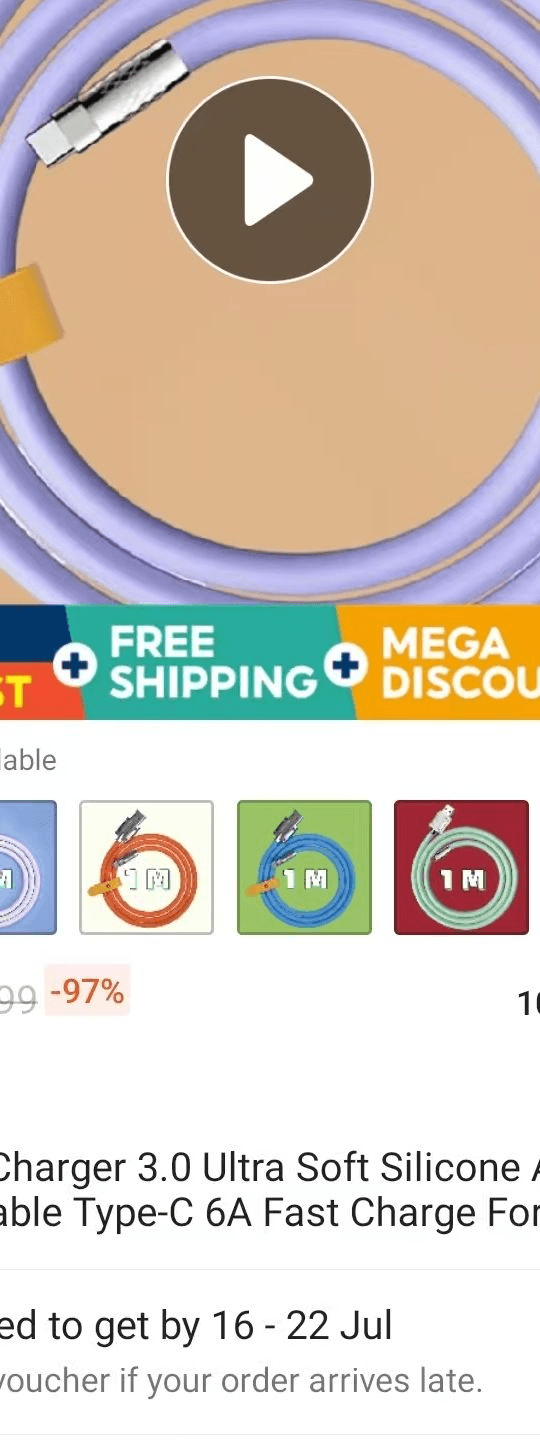 ST
FREE
SHIPPING
MEGA
DISCOU
lable
M
1 M
1 M
1 M
99 -97%
10
Charger 3.0 Ultra Soft Silicone A
able Type-C 6A Fast Charge For
ed to get by 16 - 22 Jul
voucher if your order arrives late.